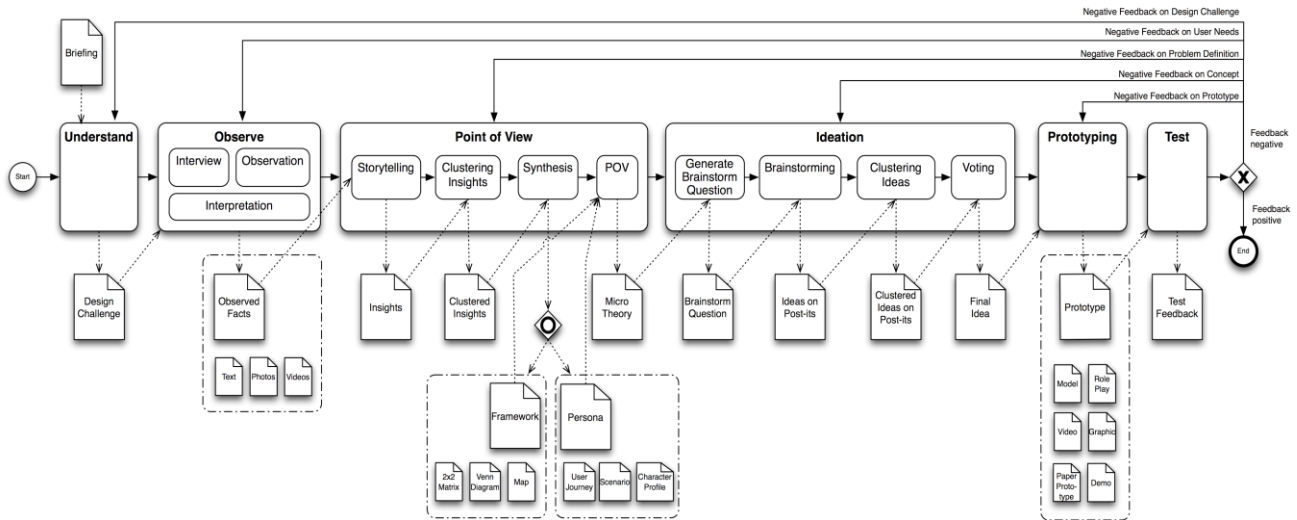 Negative Feedback on Design Challenge
Negative Feedback on User Needs
Negative Feedback on Problem Definition
Negative Feedback on Concept
Negative Feedback on Prototype
Briefing
Understand
Observe
Point of View
Ideation
Prototyping
Test
Feedback
negative
Start
Interview
Observation
Interpretation
Storytelling
Clustering
Insights
Synthesis
POV
Generate
Brainstorm
Question
Brainstorming
Clustering
Ideas
Voting
X
Feedback
positive
End
Design
Challenge
Observed
Facts
Text
Photos
Videos
Insights
Clustered
Insights
Micro
Theory
Brainstorm
Question
Ideas on
Post-its
Clustered
Ideas on
Post-its
Final
Idea
Prototype
Test
Feedback
Framework
Persona
2x2
Matrix
Venn
Diagram
Map
User
Journey
Scenario
Character
Profile
Model
Role
Play
Video
Graphic
Paper
Proto-
type
Demo